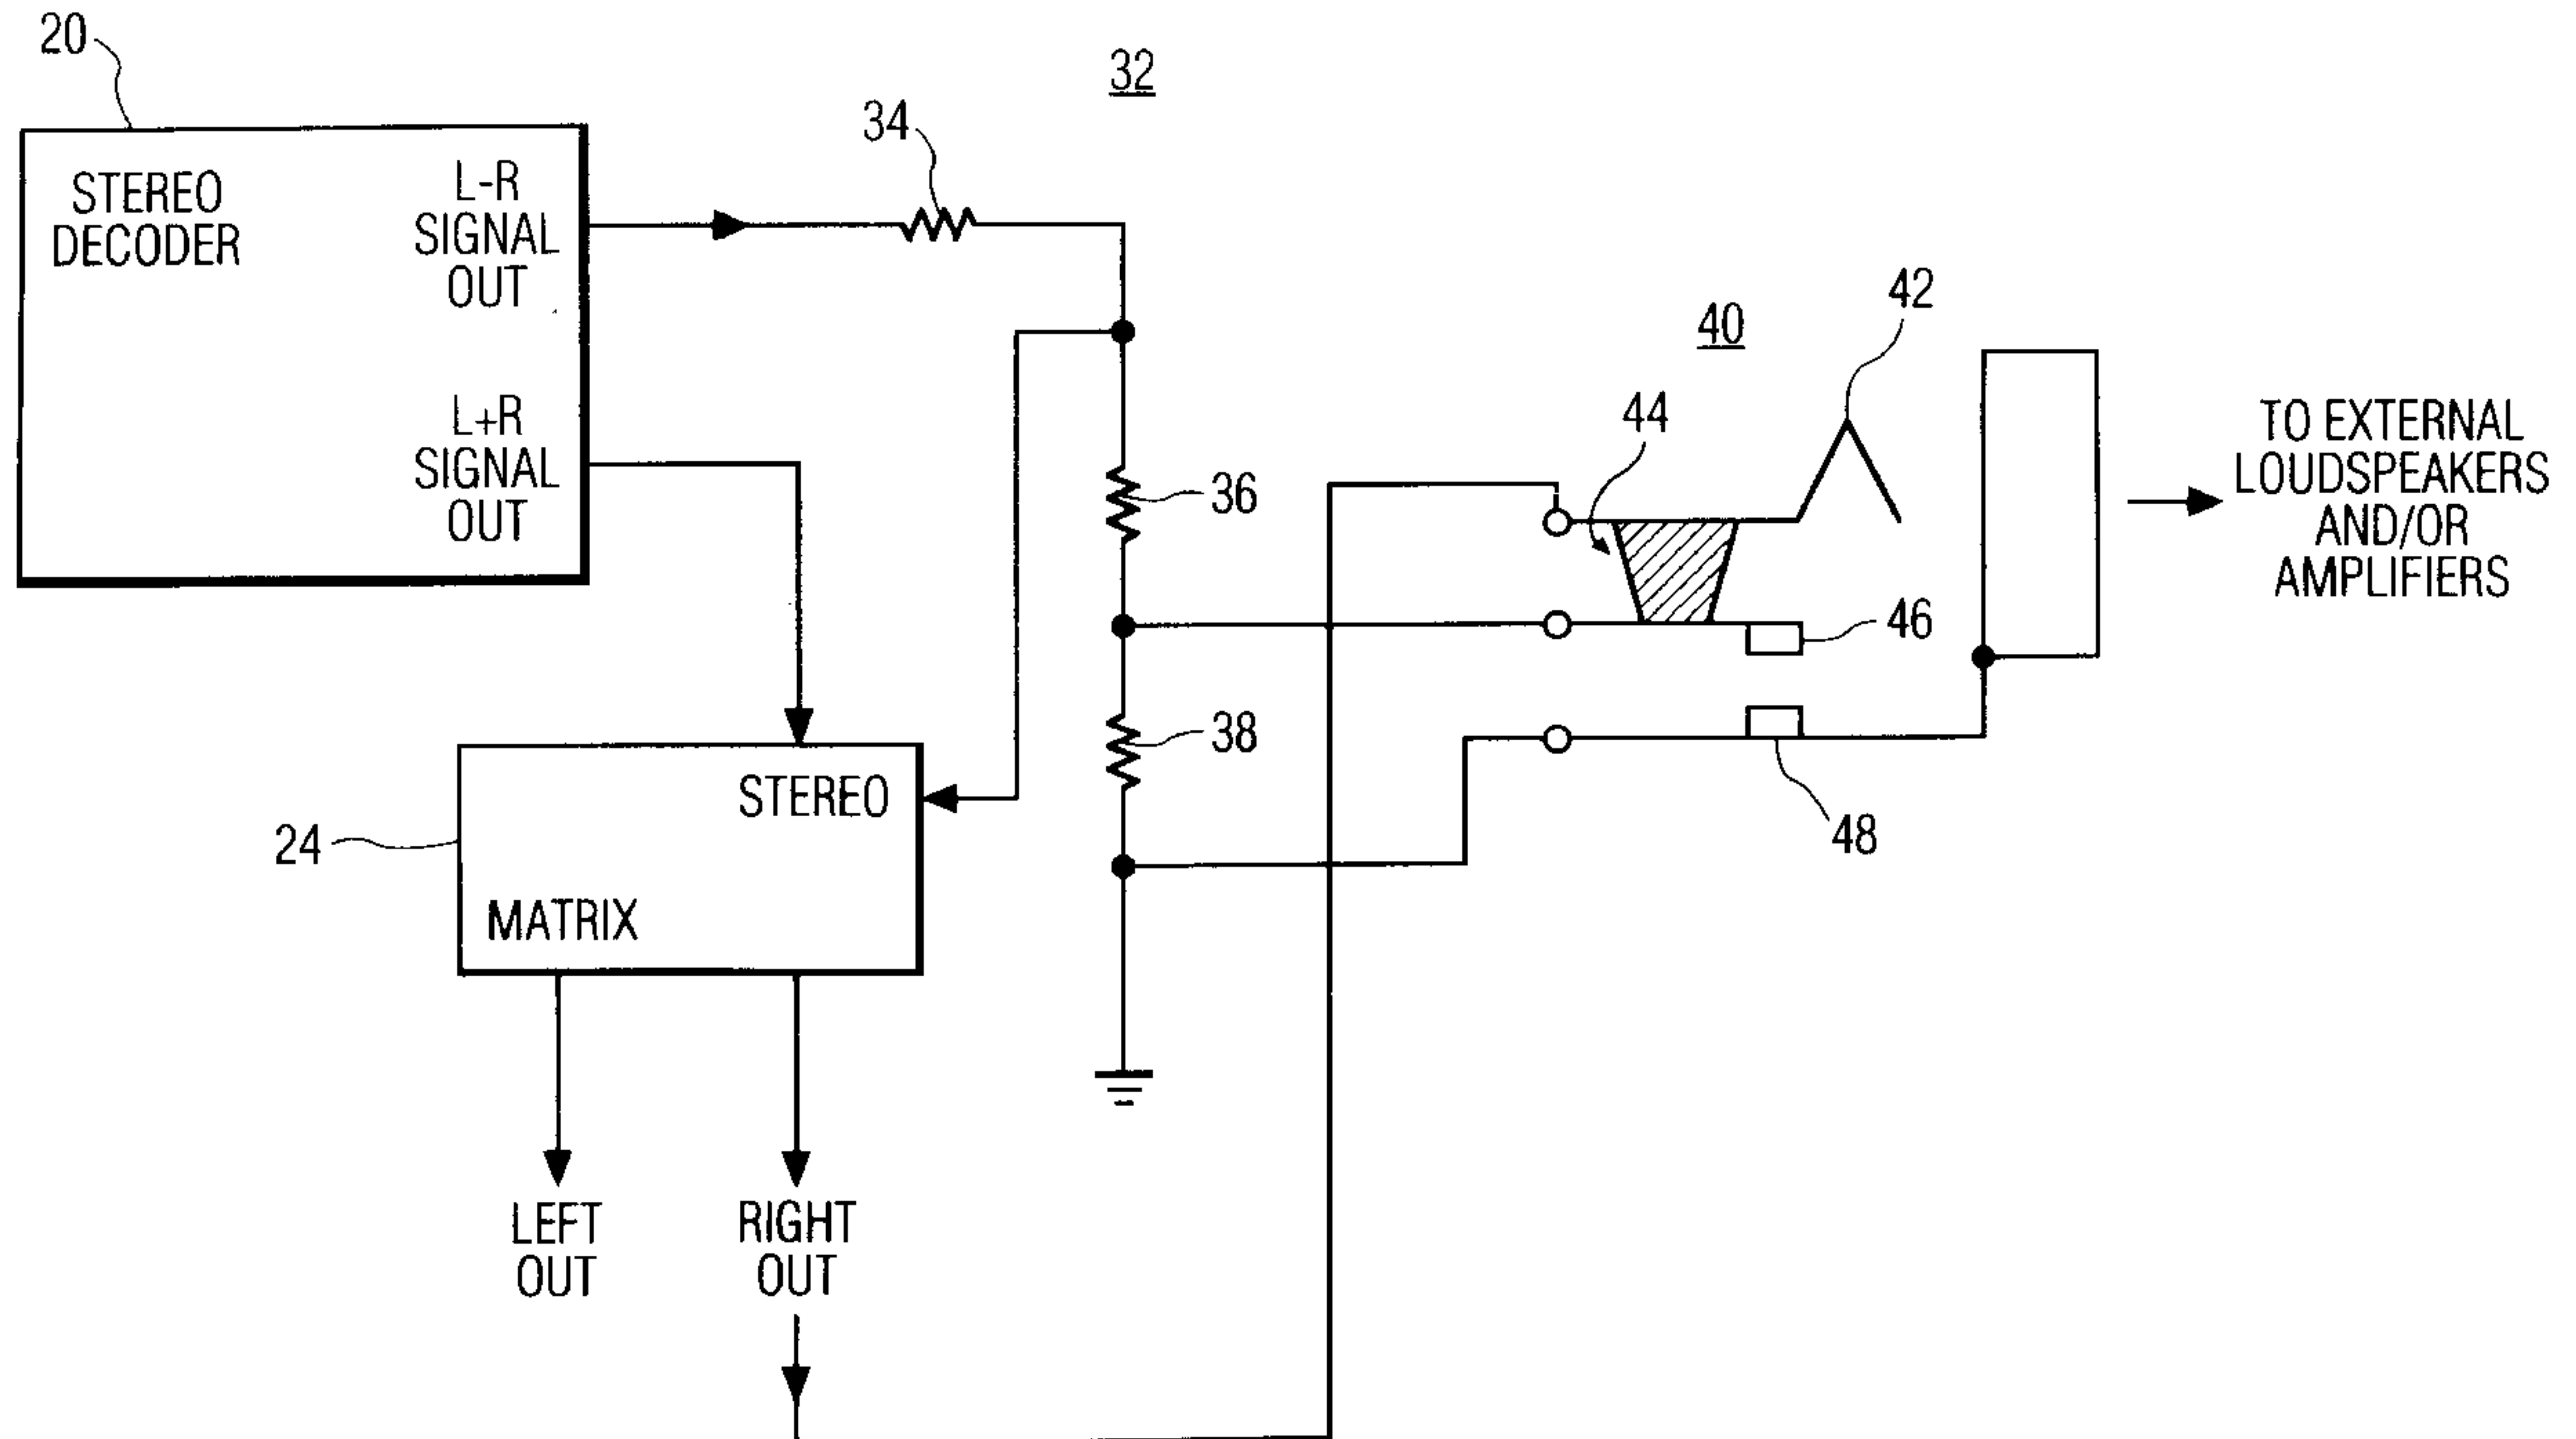 20
32
34
STEREO
DECODER
L-R
SIGNAL
OUT
L+R
SIGNAL
OUT
42
40
44
36
46
38
48
TO EXTERNAL
LOUDSPEAKERS
AND/OR
AMPLIFIERS
STEREO
24
MATRIX
LEFT
OUT
RIGHT
OUT